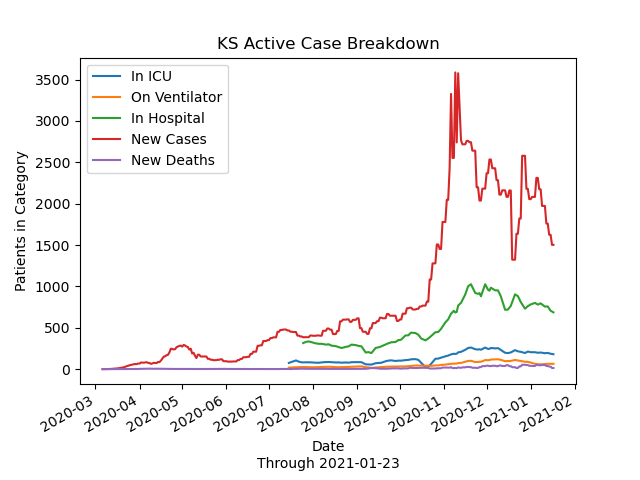 KS Active Case Breakdown
In ICU
On Ventilator
In Hospital
New Cases
New Deaths
Patients in Category
3500
3000
2500
2000
1500
1000
500
0
2020-03
2020-04
2020-05
2020-06
2020-07
2020-08
2020-09
2020-10
2020-11
2020-12
2021-01
2021-02
Date
Through 2021-01-23